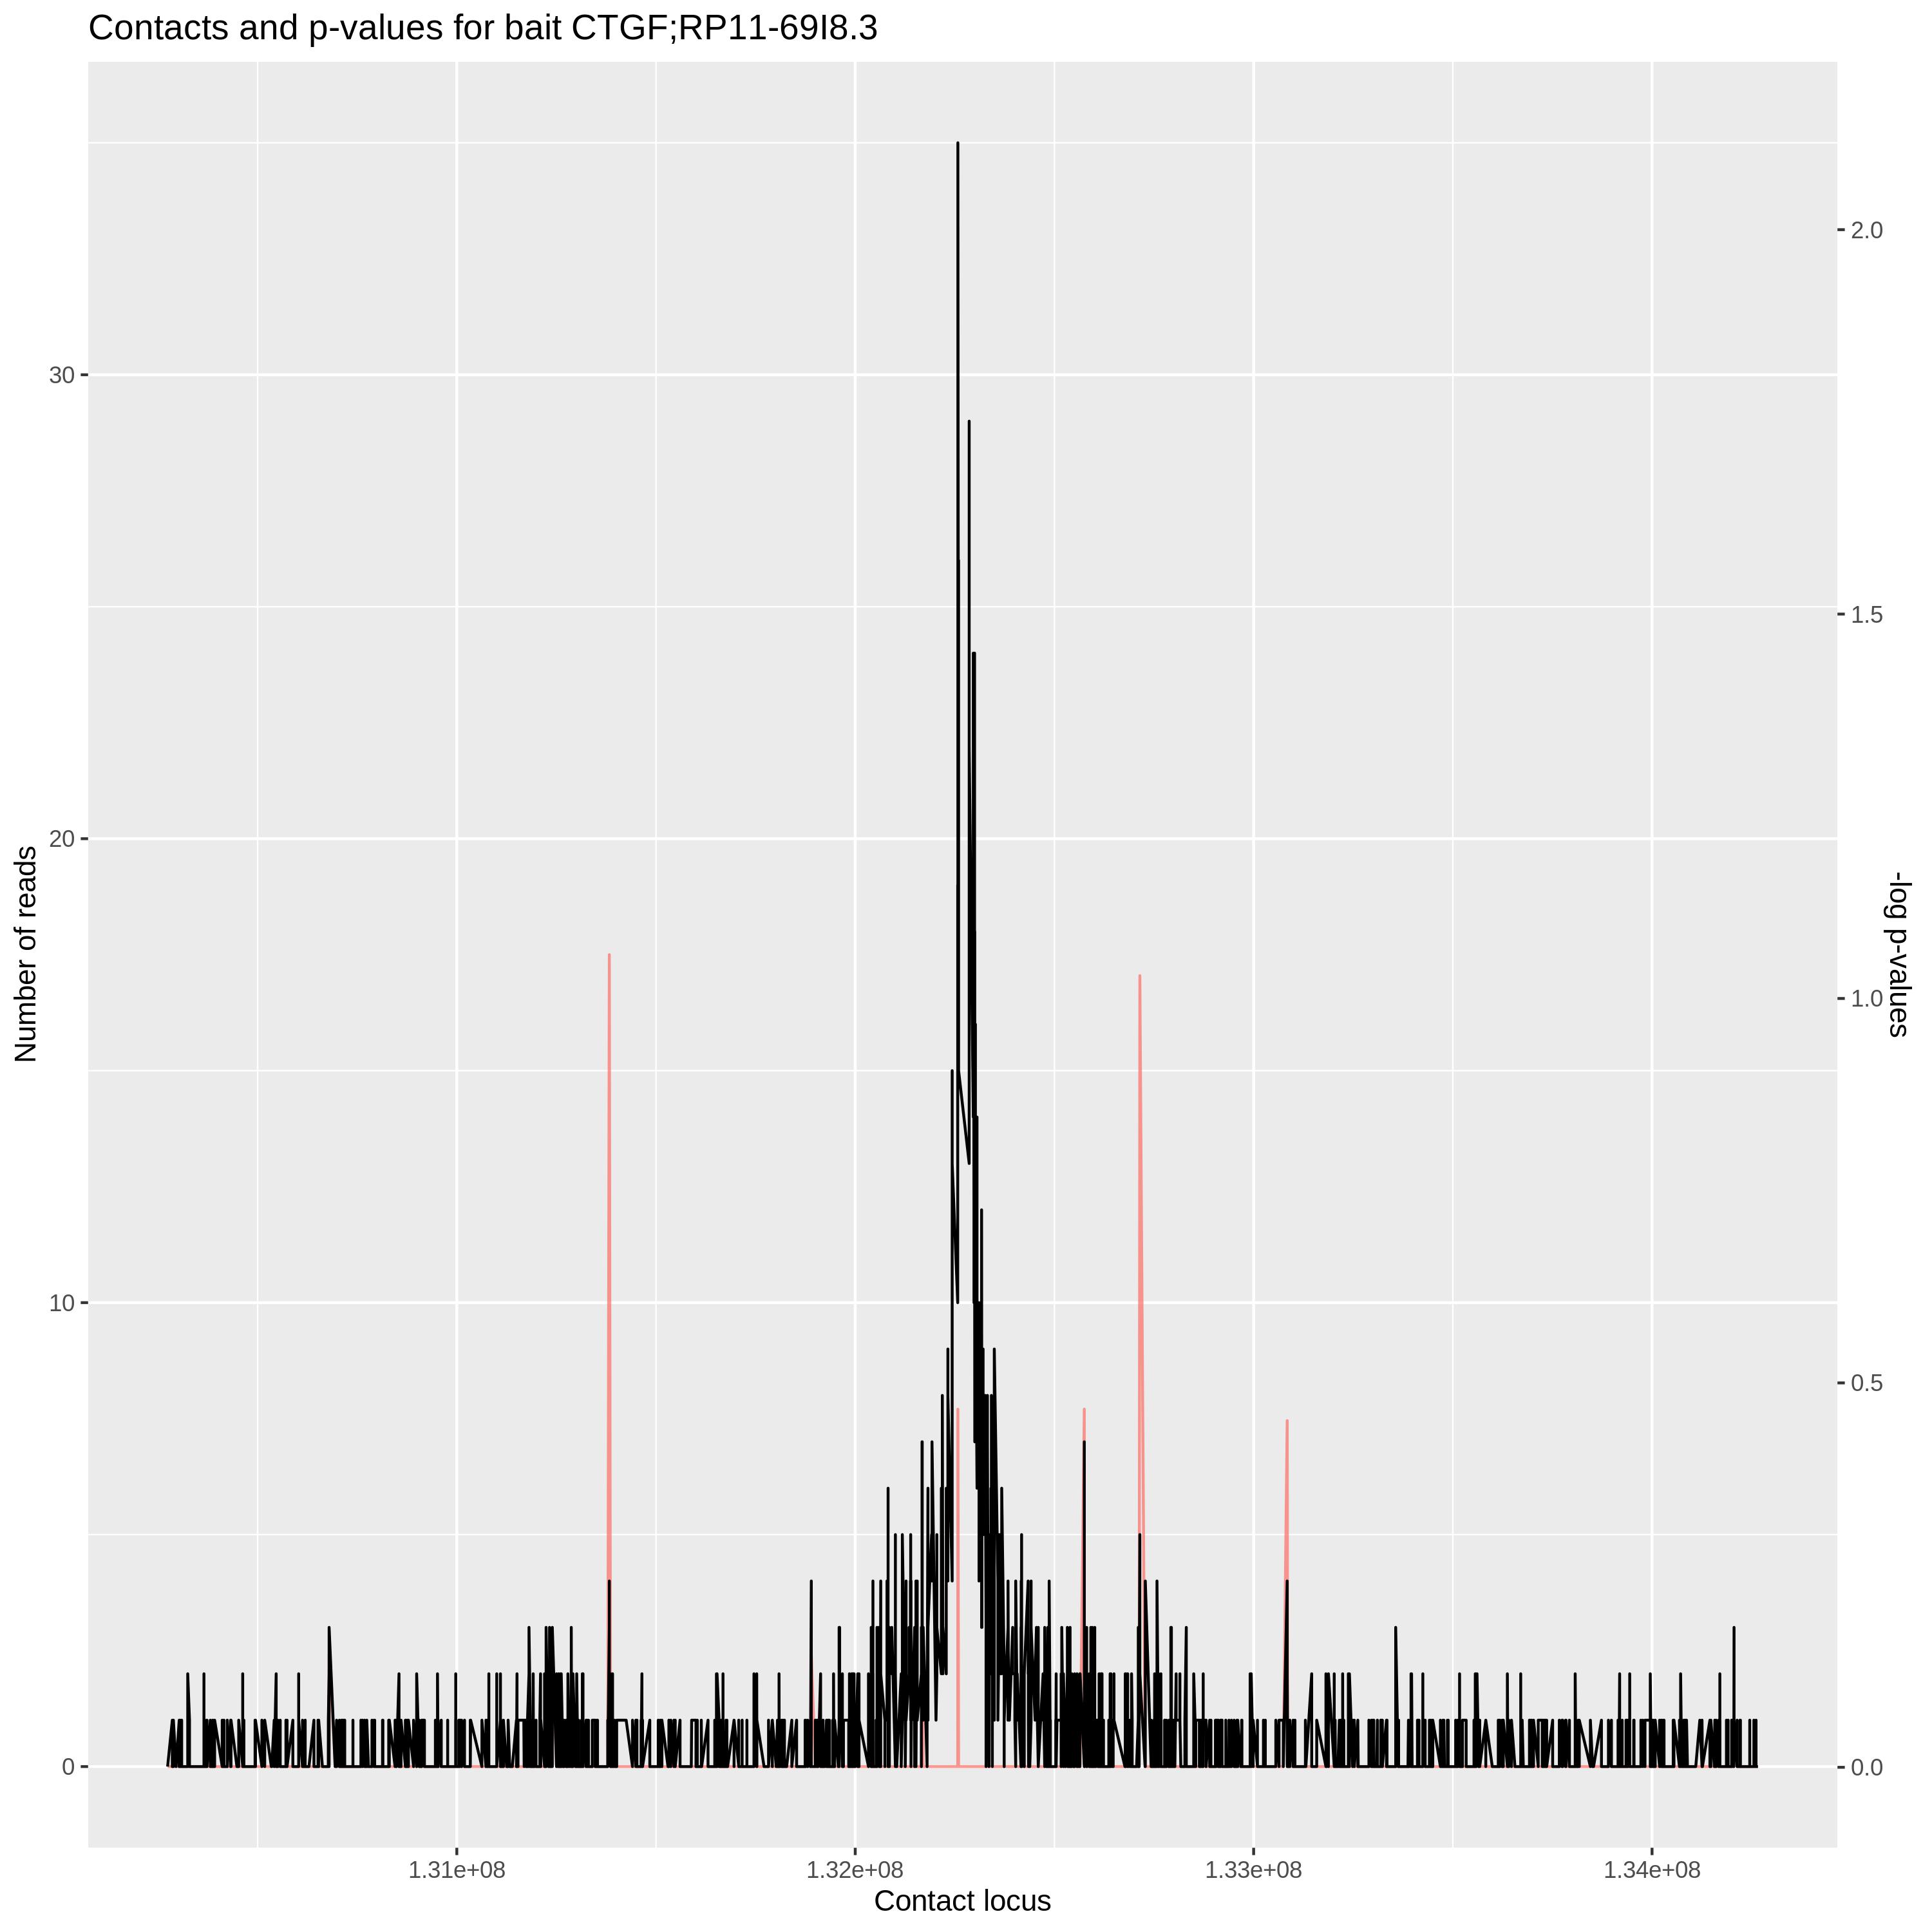 Contacts and p-values for bait CTGF;RP11-69I8.3
30
20
10
0
Number of reads
2.0
1.5
1.0
0.5
0.0
-log p-values
1.31e+08
1.32e+08
1.33e+08
1.34e+08
Contact locus